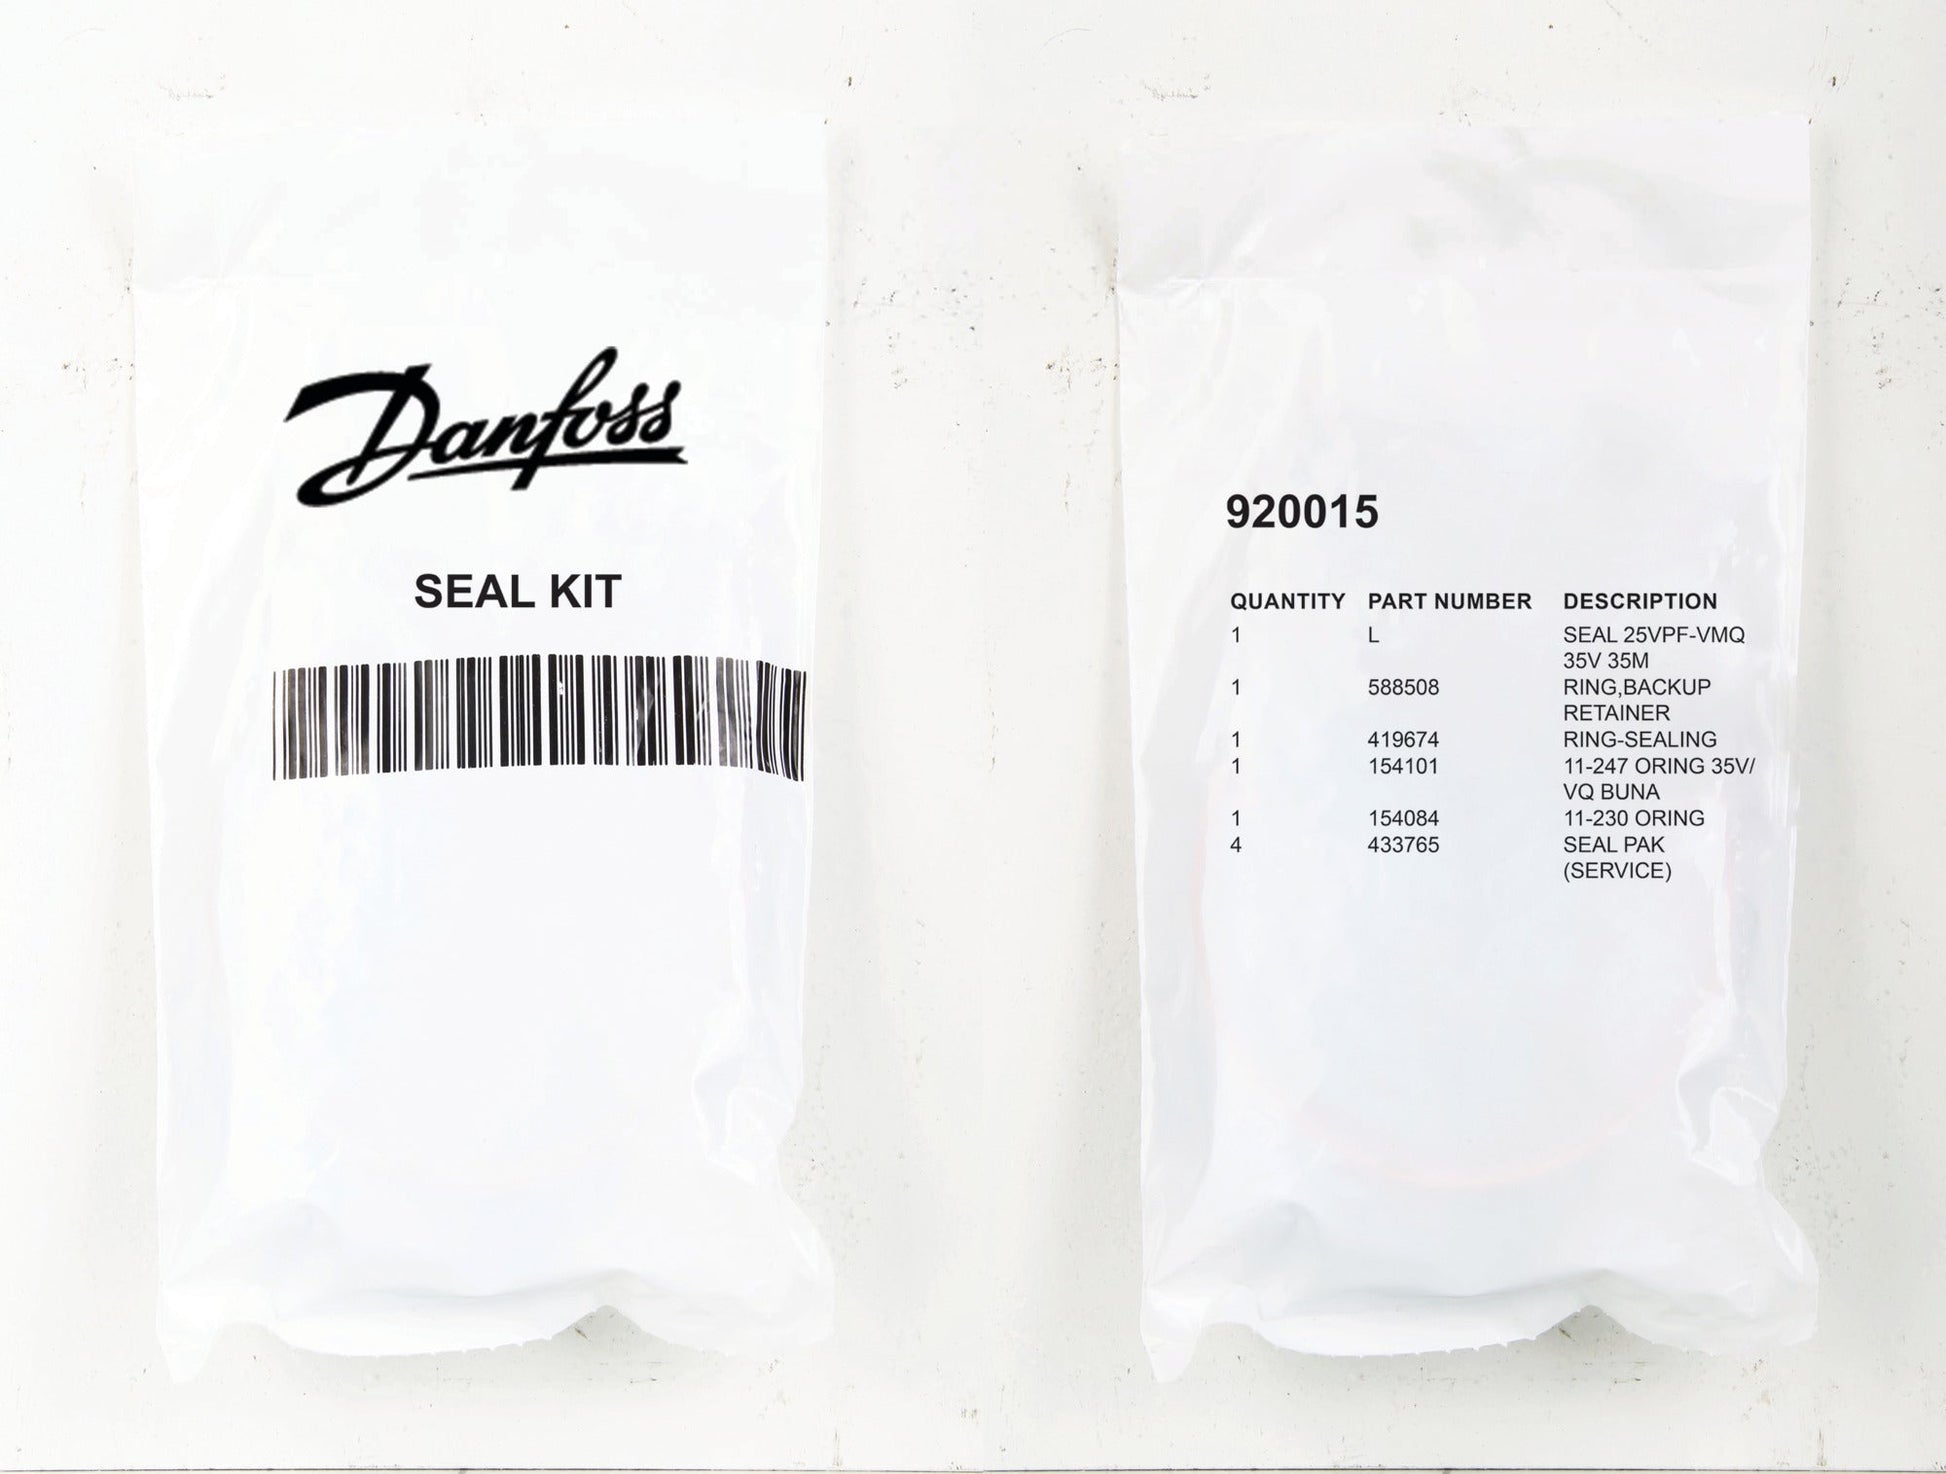 Danfoss
SEAL KIT
920015
QUANTITY PART NUMBER DESCRIPTION
1 L SEAL 25VPF-VMQ
35V 35M
1 588508 RING,BACKUP
RETAINER
1 419674 RING-SEALING
1 154101 11-247 ORING 35V/
VQ BUNA
1 154084 11-230 ORING
4 433765 SEAL PAK
(SERVICE)